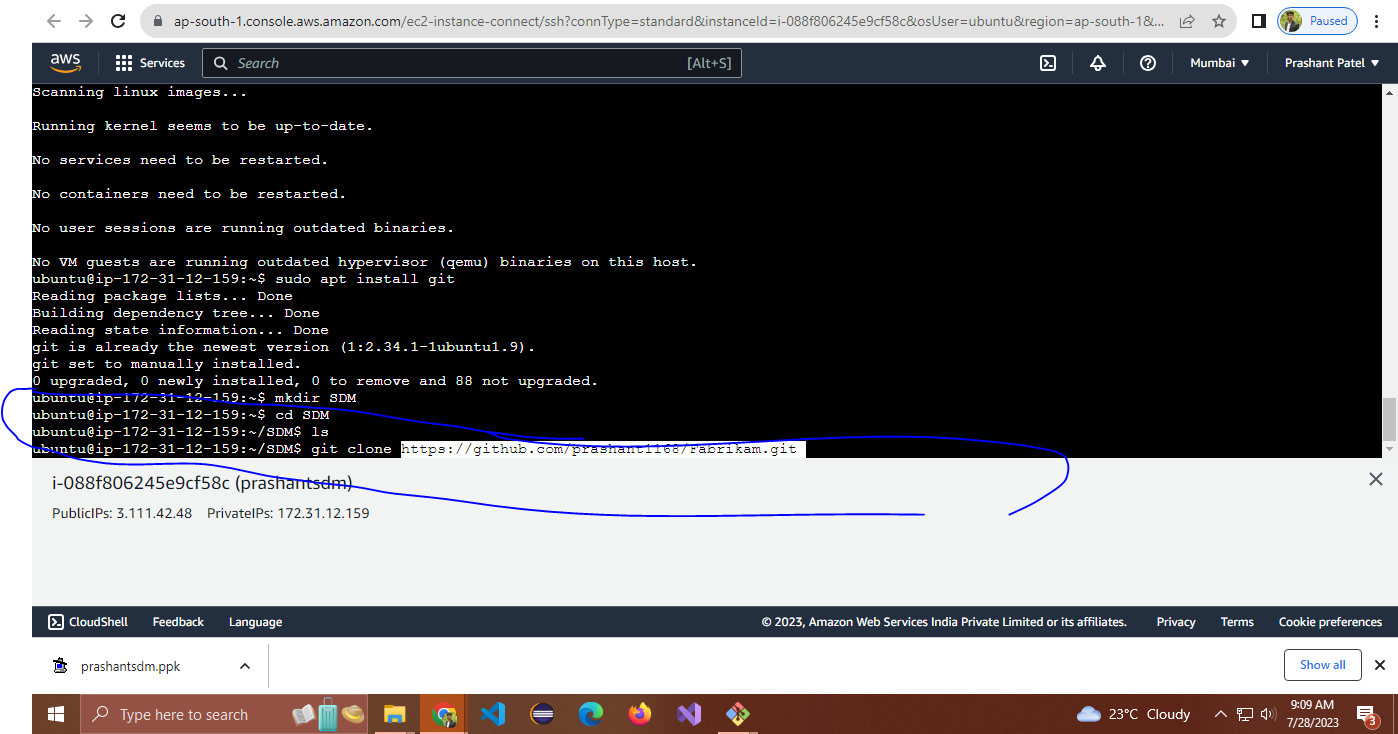 ap-south-1.console.aws.amazon.com/ec2-instance-connect/ssh?connType=standard&instanceId=i-088f806245e9cf58c&osUser=ubuntu&region=ap-south-1&...
Paused
aws
Services
Search
[Alt+S]
Mumbai
Prashant Patel
Scanning linux images...
Running kernel seems to be up-to-date.
No services need to be restarted.
No containers need to be restarted.
No user sessions are running outdated binaries.
No VM guests are running outdated hypervisor (qemu) binaries on this host.
ubuntu@ip-172-31-12-159:~$ sudo apt install git
Reading package lists... Done
Building dependency tree... Done
Reading state information... Done
git is already the newest version (1:2.34.1-1ubuntu1.9).
git set to manually installed.
0 upgraded, 0 newly installed, 0 to remove and 88 not upgraded.
ubuntu@ip-172-31-12-159:~$ mkdir SDM
ubuntu@ip-172-31-12-159:~$ cd SDM
ubuntu@ip-172-31-12-159:~/SDM$ ls
ubuntu@ip-172-31-12-159:~/SDM$ git clone https://github.com/prashant1168/Fabrikam.git
i-088f806245e9cf58c (prashantsdm)
PublicIPs: 3.111.42.48 PrivateIPs: 172.31.12.159
CloudShell
Feedback
Language
© 2023, Amazon Web Services India Private Limited or its affiliates.
Privacy
Terms
Cookie preferences
prashantsdm.ppk
Show all
Type here to search
23°C Cloudy
9:09 AM
7/28/2023
3